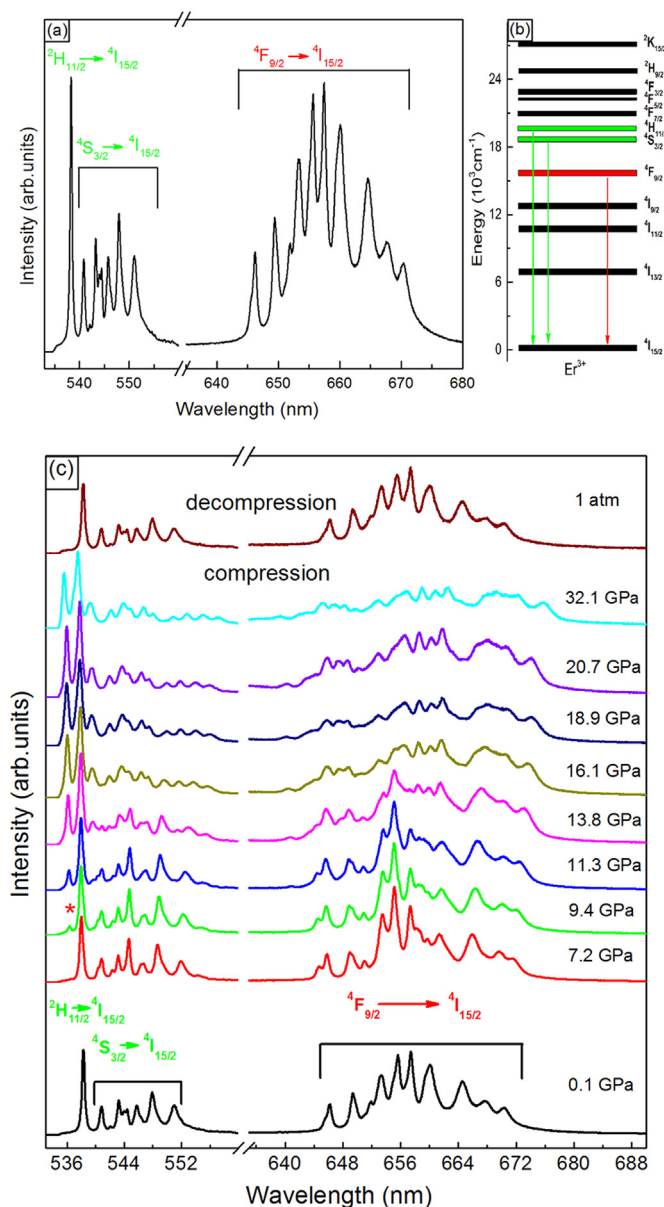 (a)
²H₁₁/₂ → ⁴I₁₅/₂
⁴F₉/₂ → ⁴I₁₅/₂
⁴S₃/₂ → ⁴I₁₅/₂
Intensity (arb.units)
540 550 640 650 660 670 680
Wavelength (nm)
(b)
Energy (10³cm⁻¹)
24
18
12
6
0
²K₁₅/₂
²H₉/₂
⁴F₃/₂
⁴F₅/₂
⁴F₇/₂
⁴H₁₁/₂
⁴S₃/₂
⁴F₉/₂
⁴I₉/₂
⁴I₁₁/₂
⁴I₁₃/₂
⁴I₁₅/₂
Er³⁺
(c)
decompression
1 atm
compression
32.1 GPa
20.7 GPa
18.9 GPa
16.1 GPa
13.8 GPa
11.3 GPa
*
9.4 GPa
7.2 GPa
²H₁₁/₂ → ⁴I₁₅/₂
⁴F₉/₂ → ⁴I₁₅/₂
⁴S₃/₂ → ⁴I₁₅/₂
0.1 GPa
Intensity (arb.units)
536 544 552 640 648 656 664 672 680 688
Wavelength (nm)